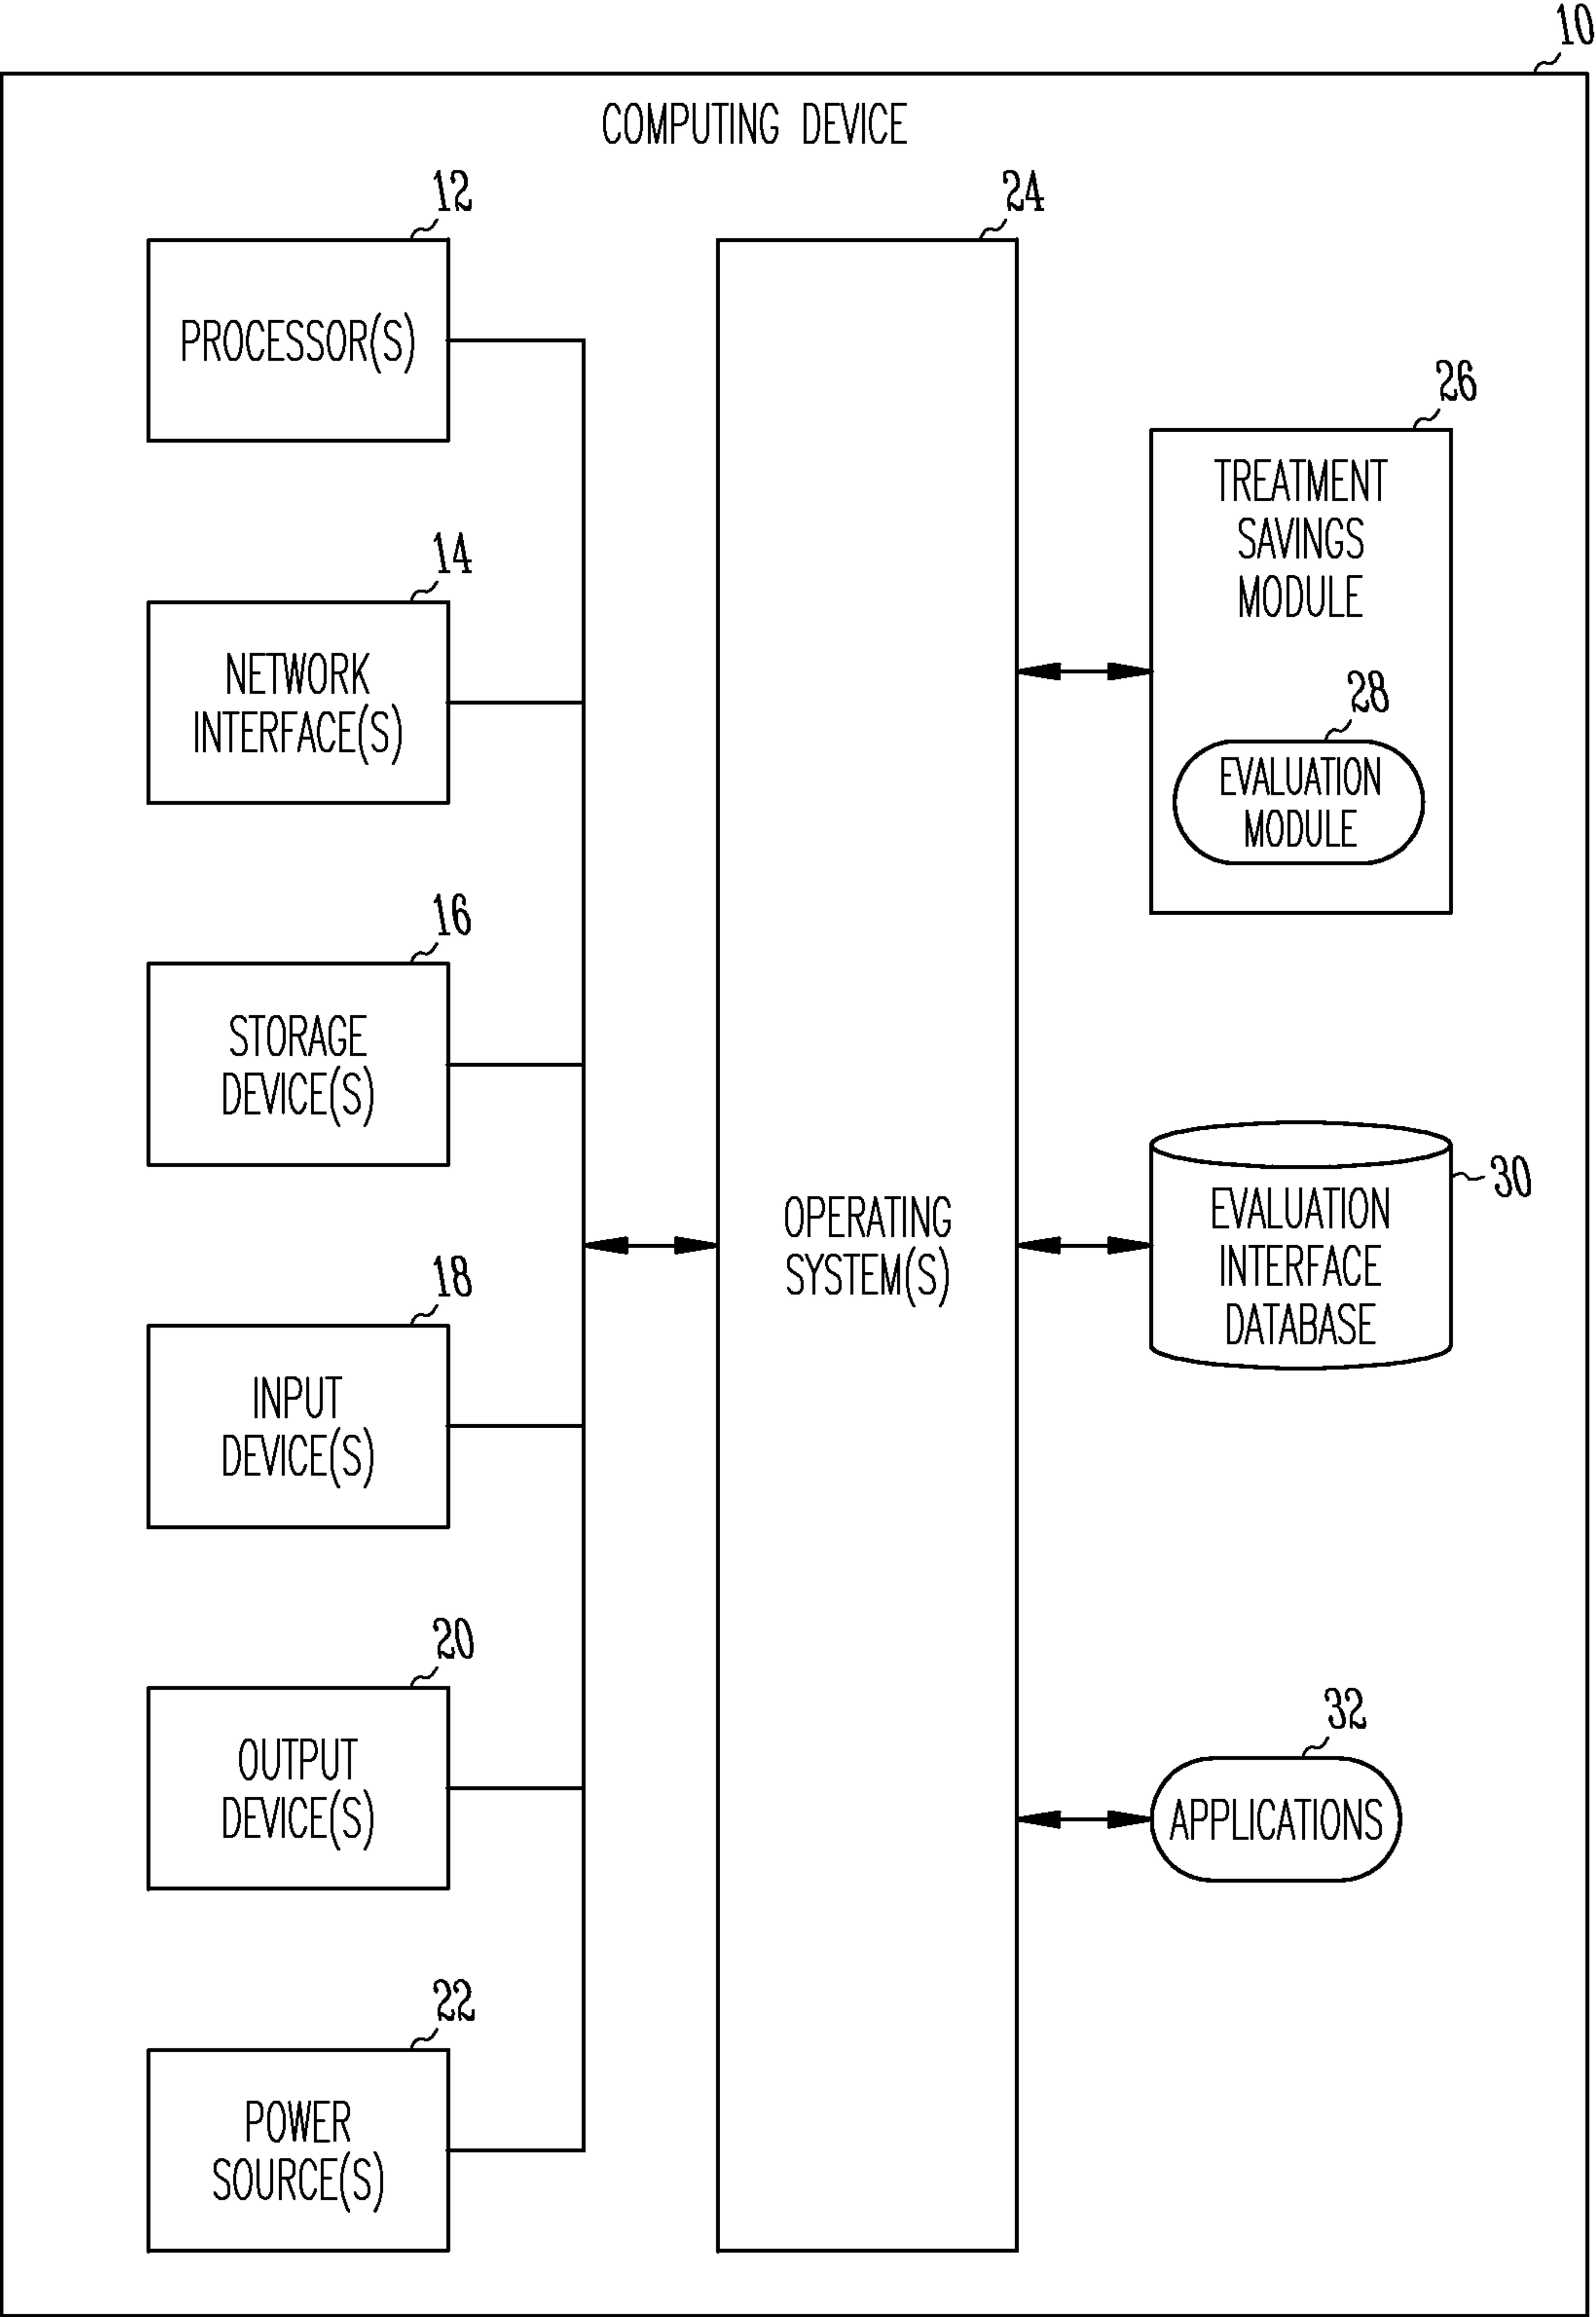 10
COMPUTING DEVICE
12
PROCESSOR(S)
14
NETWORK
INTERFACE(S)
16
STORAGE
DEVICE(S)
18
INPUT
DEVICE(S)
20
OUTPUT
DEVICE(S)
22
POWER
SOURCE(S)
24
OPERATING
SYSTEM(S)
26
TREATMENT
SAVINGS
MODULE
28
EVALUATION
MODULE
30
EVALUATION
INTERFACE
DATABASE
32
APPLICATIONS